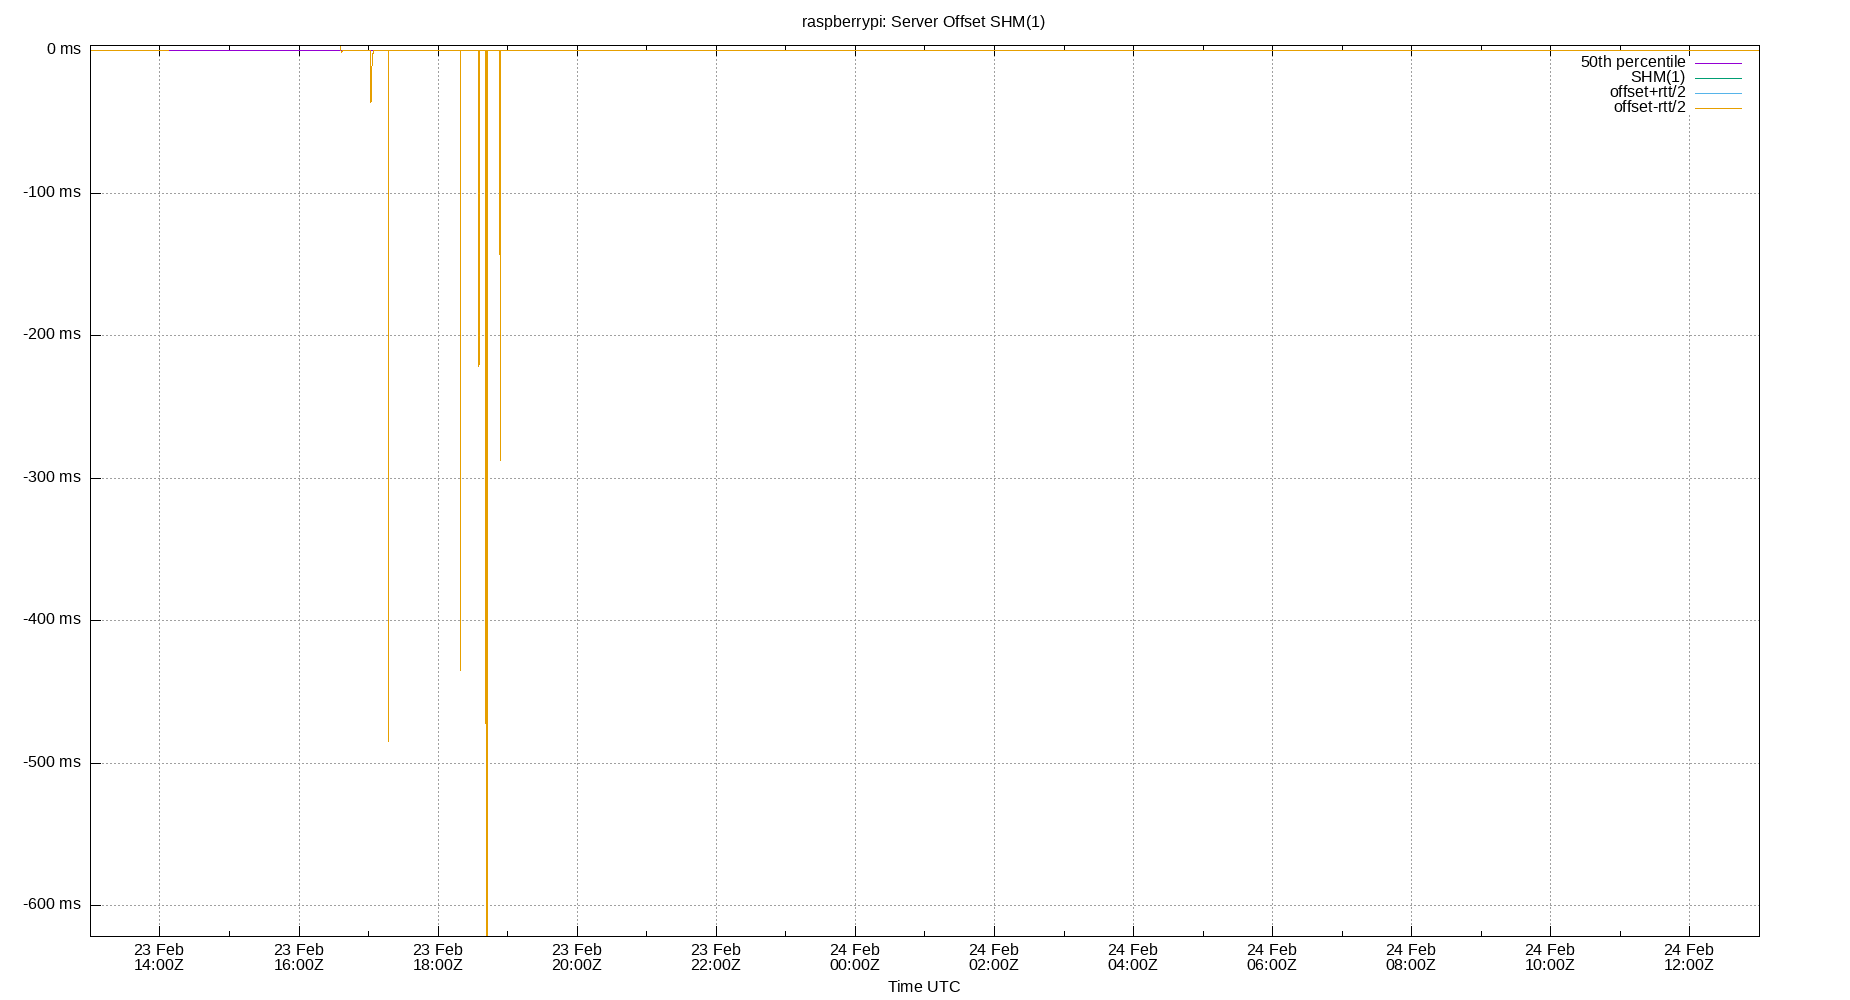 raspberrypi: Server Offset SHM(1)
0 ms
-100 ms
-200 ms
-300 ms
-400 ms
-500 ms
-600 ms
50th percentile
SHM(1)
offset+rtt/2
offset-rtt/2
23 Feb 23 Feb 23 Feb 23 Feb 23 Feb 24 Feb 24 Feb 24 Feb 24 Feb 24 Feb 24 Feb 24 Feb
14:00Z 16:00Z 18:00Z 20:00Z 22:00Z 00:00Z 02:00Z 04:00Z 06:00Z 08:00Z 10:00Z 12:00Z
Time UTC